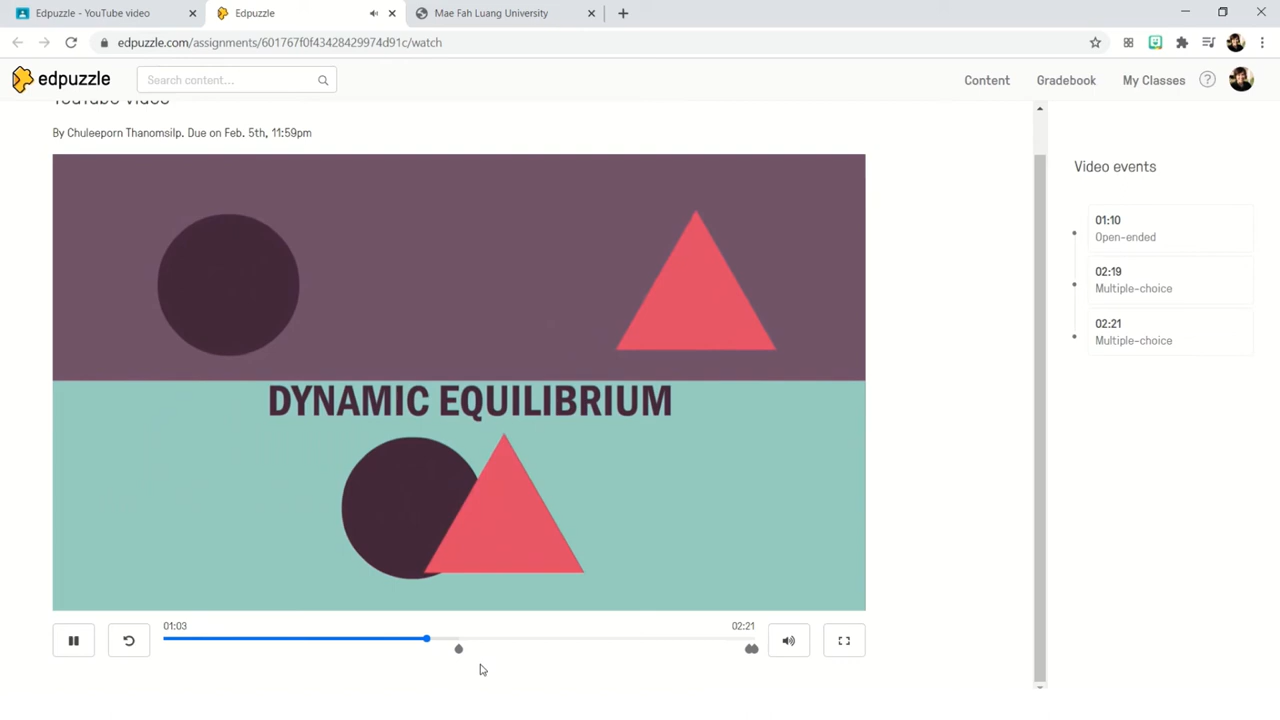 Edpuzzle - YouTube video
Edpuzzle
Mae Fah Luang University
edpuzzle.com/assignments/601767f0f43428429974d91c/watch
edpuzzle
Search content...
Content
Gradebook
My Classes
?
YouTube video
By Chuleeporn Thanomsilp. Due on Feb. 5th, 11:59pm
DYNAMIC EQUILIBRIUM
01:03
02:21
Video events
01:10
Open-ended
02:19
Multiple-choice
02:21
Multiple-choice